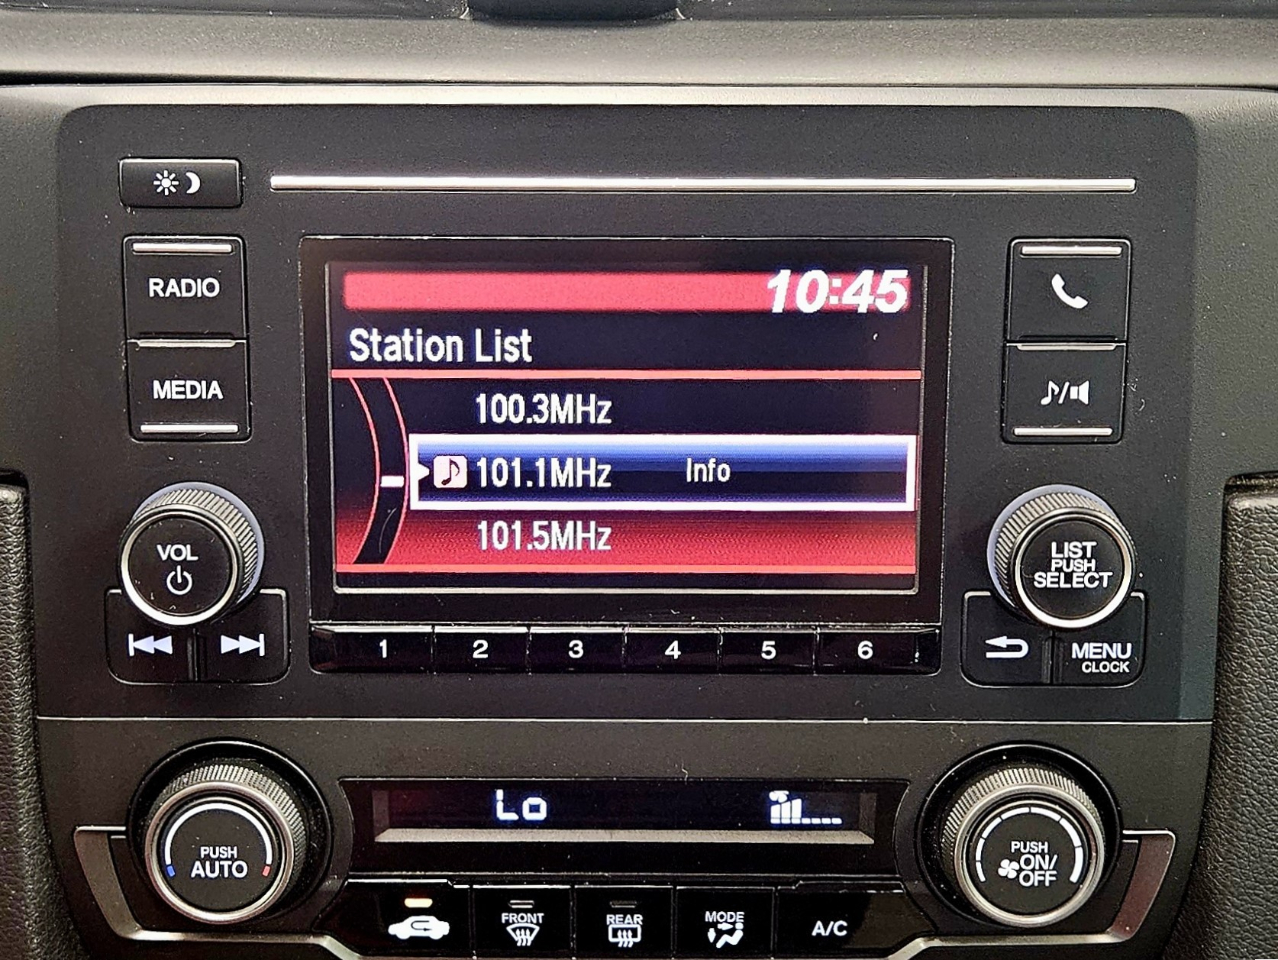 RADIO
MEDIA
VOL
10:45
Station List
100.3MHz
101.1MHz Info
101.5MHz
LIST
PUSH
SELECT
1 2 3 4 5 6
MENU
CLOCK
PUSH
AUTO
Lo
PUSH
ON/
OFF
FRONT
REAR
MODE
A/C